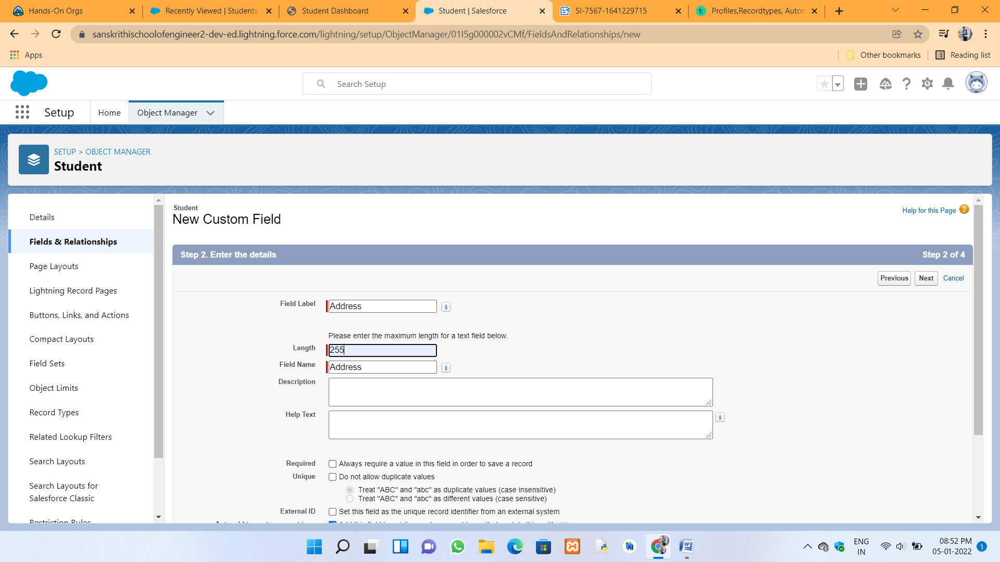 Hands-On Orgs
Recently Viewed | Students
Student Dashboard
Student | Salesforce
SI-7567-1641229715
Profiles,Recordtypes, Autom
sanskrithischoolofengineer2-dev-ed.lightning.force.com/lightning/setup/ObjectManager/01I5g000002vCMf/FieldsAndRelationships/new
Apps
Other bookmarks
Reading list
Search Setup
Setup
Home
Object Manager
SETUP > OBJECT MANAGER
Student
Details
Fields & Relationships
Page Layouts
Lightning Record Pages
Buttons, Links, and Actions
Compact Layouts
Field Sets
Object Limits
Record Types
Related Lookup Filters
Search Layouts
Search Layouts for
Salesforce Classic
Restriction Rules
Student
New Custom Field
Help for this Page
Step 2. Enter the details
Step 2 of 4
Previous
Next
Cancel
Field Label
Address
Please enter the maximum length for a text field below.
Length
255
Field Name
Address
Description
Help Text
Required
Always require a value in this field in order to save a record
Unique
Do not allow duplicate values
Treat "ABC" and "abc" as duplicate values (case insensitive)
Treat "ABC" and "abc" as different values (case sensitive)
External ID
Set this field as the unique record identifier from an external system
ENG
IN
08:52 PM
05-01-2022
1